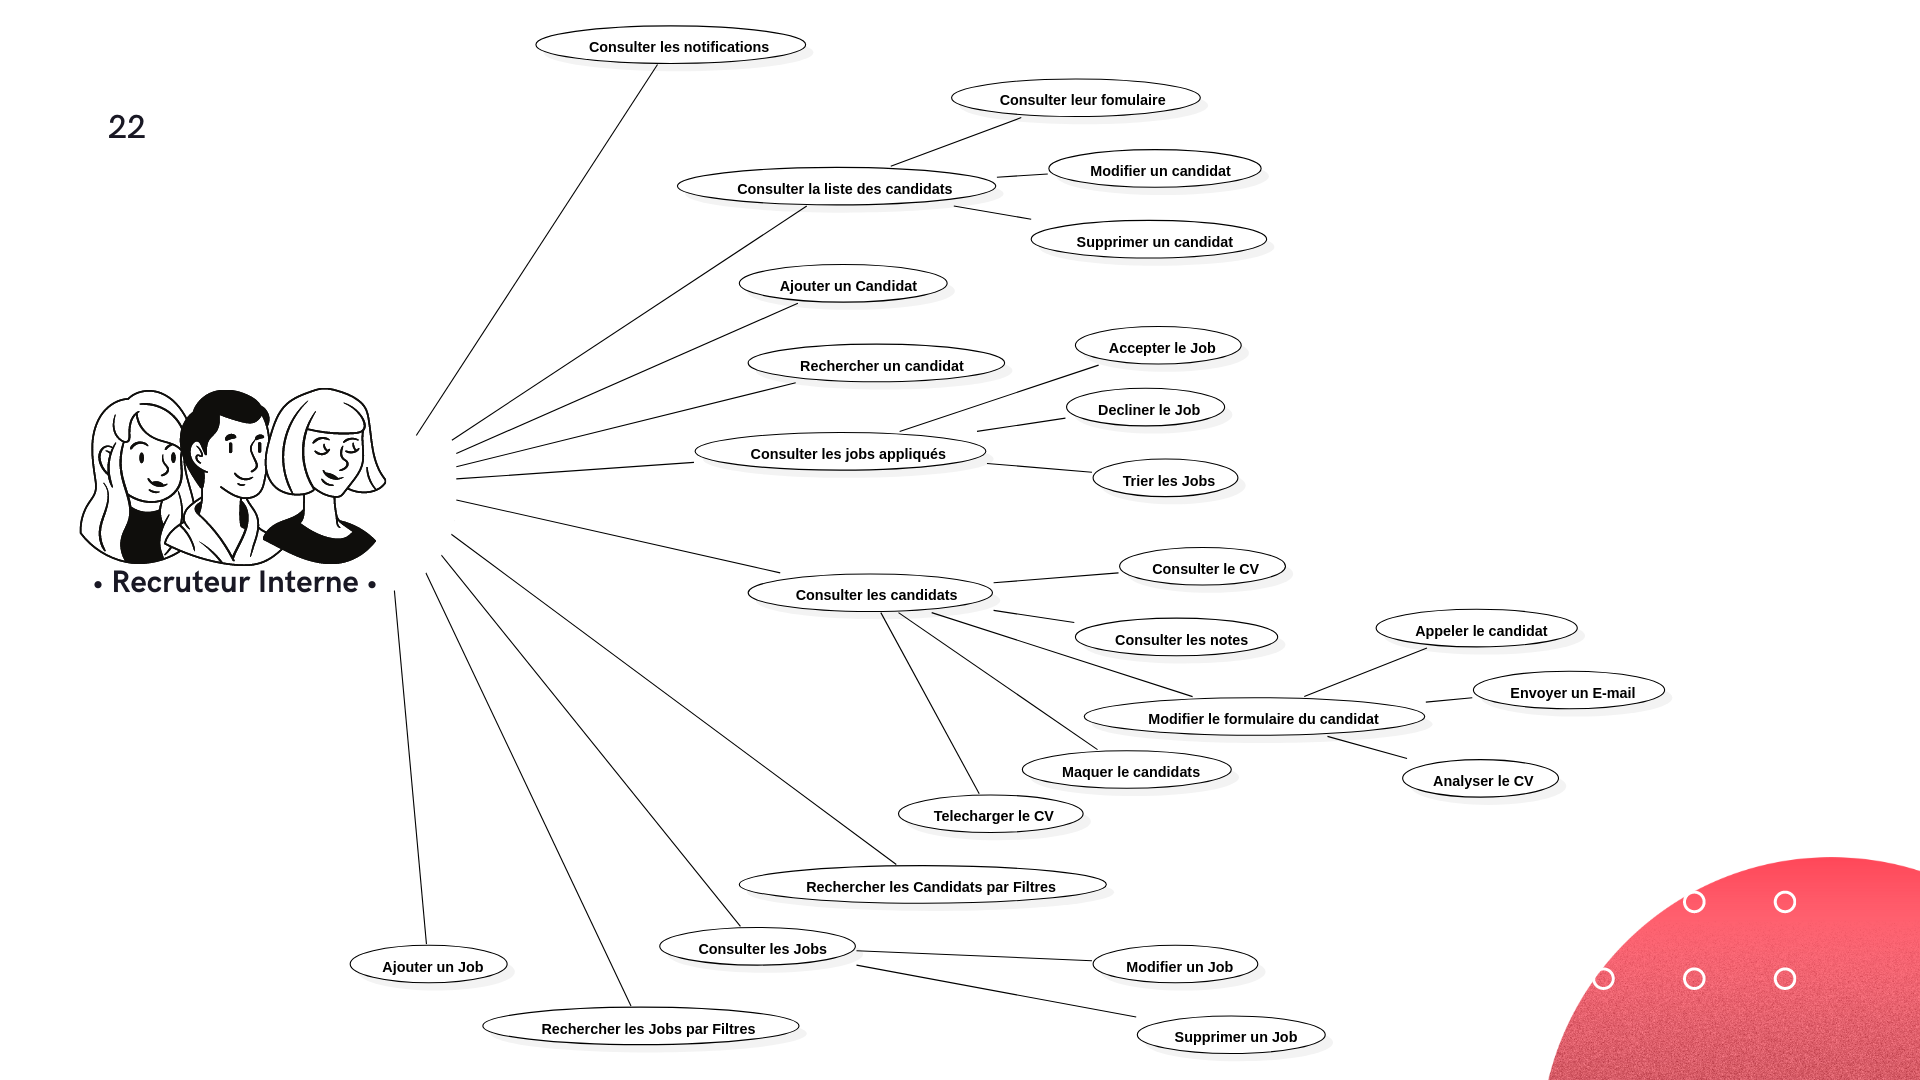 Consulter les notifications
Consulter leur fomulaire
22
Modifier un candidat
Consulter la liste des candidats
Supprimer un candidat
Ajouter un Candidat
Accepter le Job
Rechercher un candidat
Decliner le Job
Consulter les jobs appliqués
Trier les Jobs
Consulter le CV
• Recruteur Interne •
Consulter les candidats
Consulter les notes
Appeler le candidat
Envoyer un E-mail
Modifier le formulaire du candidat
Maquer le candidats
Analyser le CV
Telecharger le CV
Rechercher les Candidats par Filtres
Consulter les Jobs
Ajouter un Job
Modifier un Job
Rechercher les Jobs par Filtres
Supprimer un Job